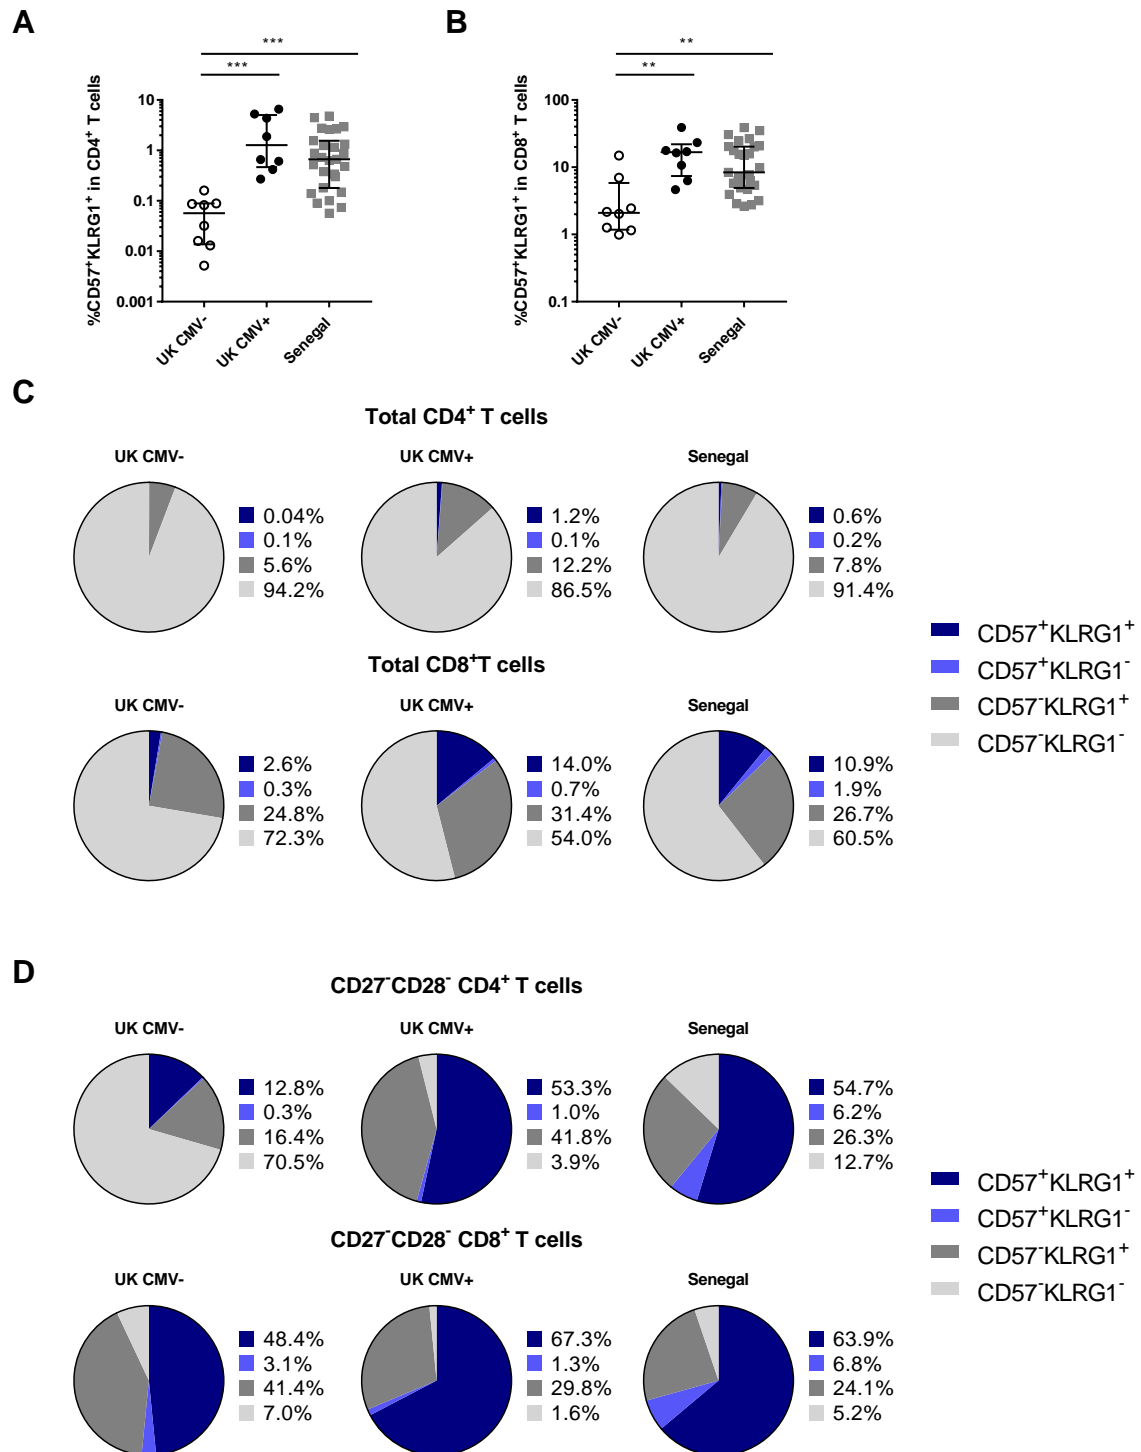 A
B
***
***
%CD57⁺KLRG1⁺ in CD4⁺ T cells
10
1
0.1
0.01
0.001
UK CMV-
UK CMV+
Senegal
**
**
%CD57⁺KLRG1⁺ in CD8⁺ T cells
100
10
1
0.1
UK CMV-
UK CMV+
Senegal
C
Total CD4⁺ T cells
UK CMV-
0.04%
0.1%
5.6%
94.2%
UK CMV+
1.2%
0.1%
12.2%
86.5%
Senegal
0.6%
0.2%
7.8%
91.4%
Total CD8⁺T cells
UK CMV-
2.6%
0.3%
24.8%
72.3%
UK CMV+
14.0%
0.7%
31.4%
54.0%
Senegal
10.9%
1.9%
26.7%
60.5%
CD57⁺KLRG1⁺
CD57⁺KLRG1⁻
CD57⁻KLRG1⁺
CD57⁻KLRG1⁻
D
CD27⁻CD28⁻ CD4⁺ T cells
UK CMV-
12.8%
0.3%
16.4%
70.5%
UK CMV+
53.3%
1.0%
41.8%
3.9%
Senegal
54.7%
6.2%
26.3%
12.7%
CD27⁻CD28⁻ CD8⁺ T cells
UK CMV-
48.4%
3.1%
41.4%
7.0%
UK CMV+
67.3%
1.3%
29.8%
1.6%
Senegal
63.9%
6.8%
24.1%
5.2%
CD57⁺KLRG1⁺
CD57⁺KLRG1⁻
CD57⁻KLRG1⁺
CD57⁻KLRG1⁻